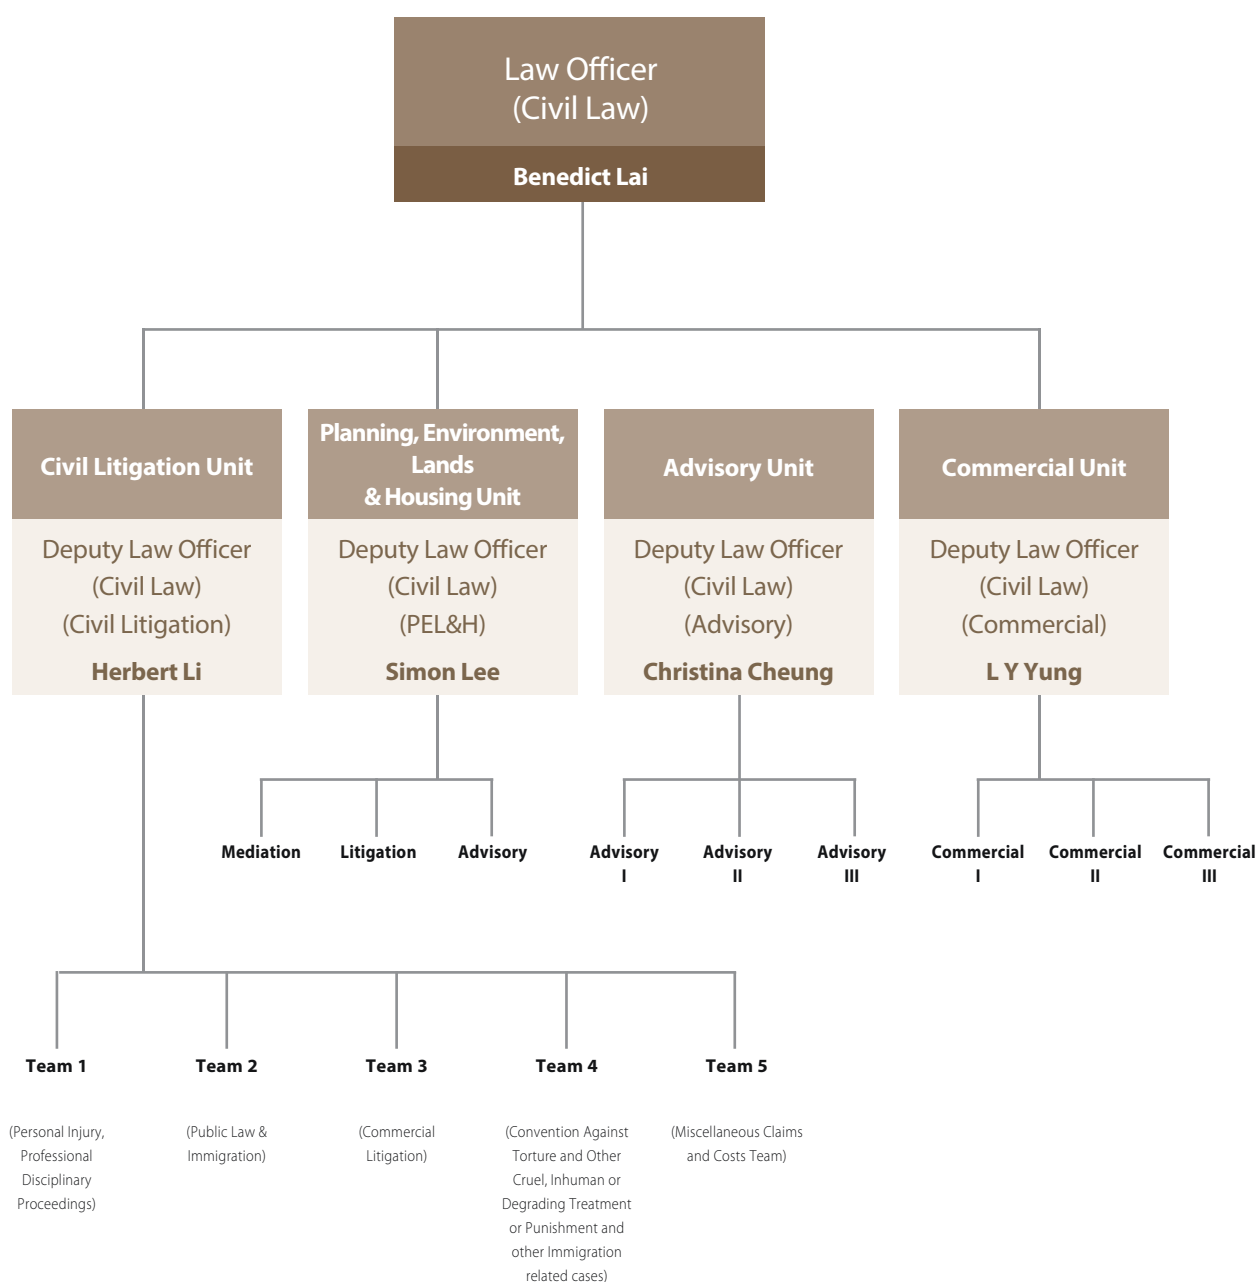 Law Officer
(Civil Law)
Benedict Lai
Civil Litigation Unit
Deputy Law Officer
(Civil Law)
(Civil Litigation)
Herbert Li
Planning, Environment,
Lands
& Housing Unit
Deputy Law Officer
(Civil Law)
(PEL&H)
Simon Lee
Advisory Unit
Deputy Law Officer
(Civil Law)
(Advisory)
Christina Cheung
Commercial Unit
Deputy Law Officer
(Civil Law)
(Commercial)
L Y Yung
Mediation
Litigation
Advisory
Advisory
I
Advisory
II
Advisory
III
Commercial
I
Commercial
II
Commercial
III
Team 1
(Personal Injury,
Professional
Disciplinary
Proceedings)
Team 2
(Public Law &
Immigration)
Team 3
(Commercial
Litigation)
Team 4
(Convention Against
Torture and Other
Cruel, Inhuman or
Degrading Treatment
or Punishment and
other Immigration
related cases)
Team 5
(Miscellaneous Claims
and Costs Team)